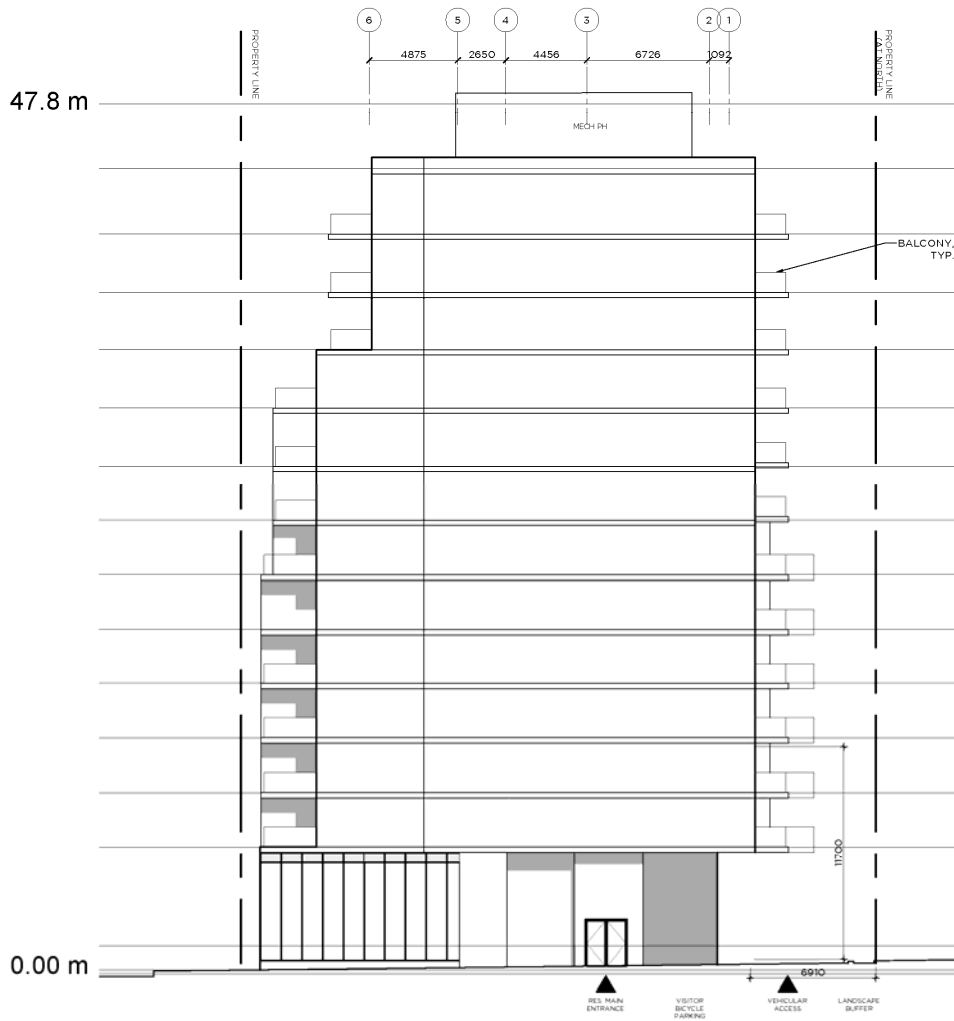 6
5
4
3
2
1
4875
2650
4456
6726
1092
PROPERTY LINE
PROPERTY LINE
(AT NORTH)
47.8 m
MECH PH
BALCONY,
TYP.
11700
0.00 m
6910
RES. MAIN
ENTRANCE
VISITOR
BICYCLE
PARKING
VEHICULAR
ACCESS
LANDSCAPE
BUFFER